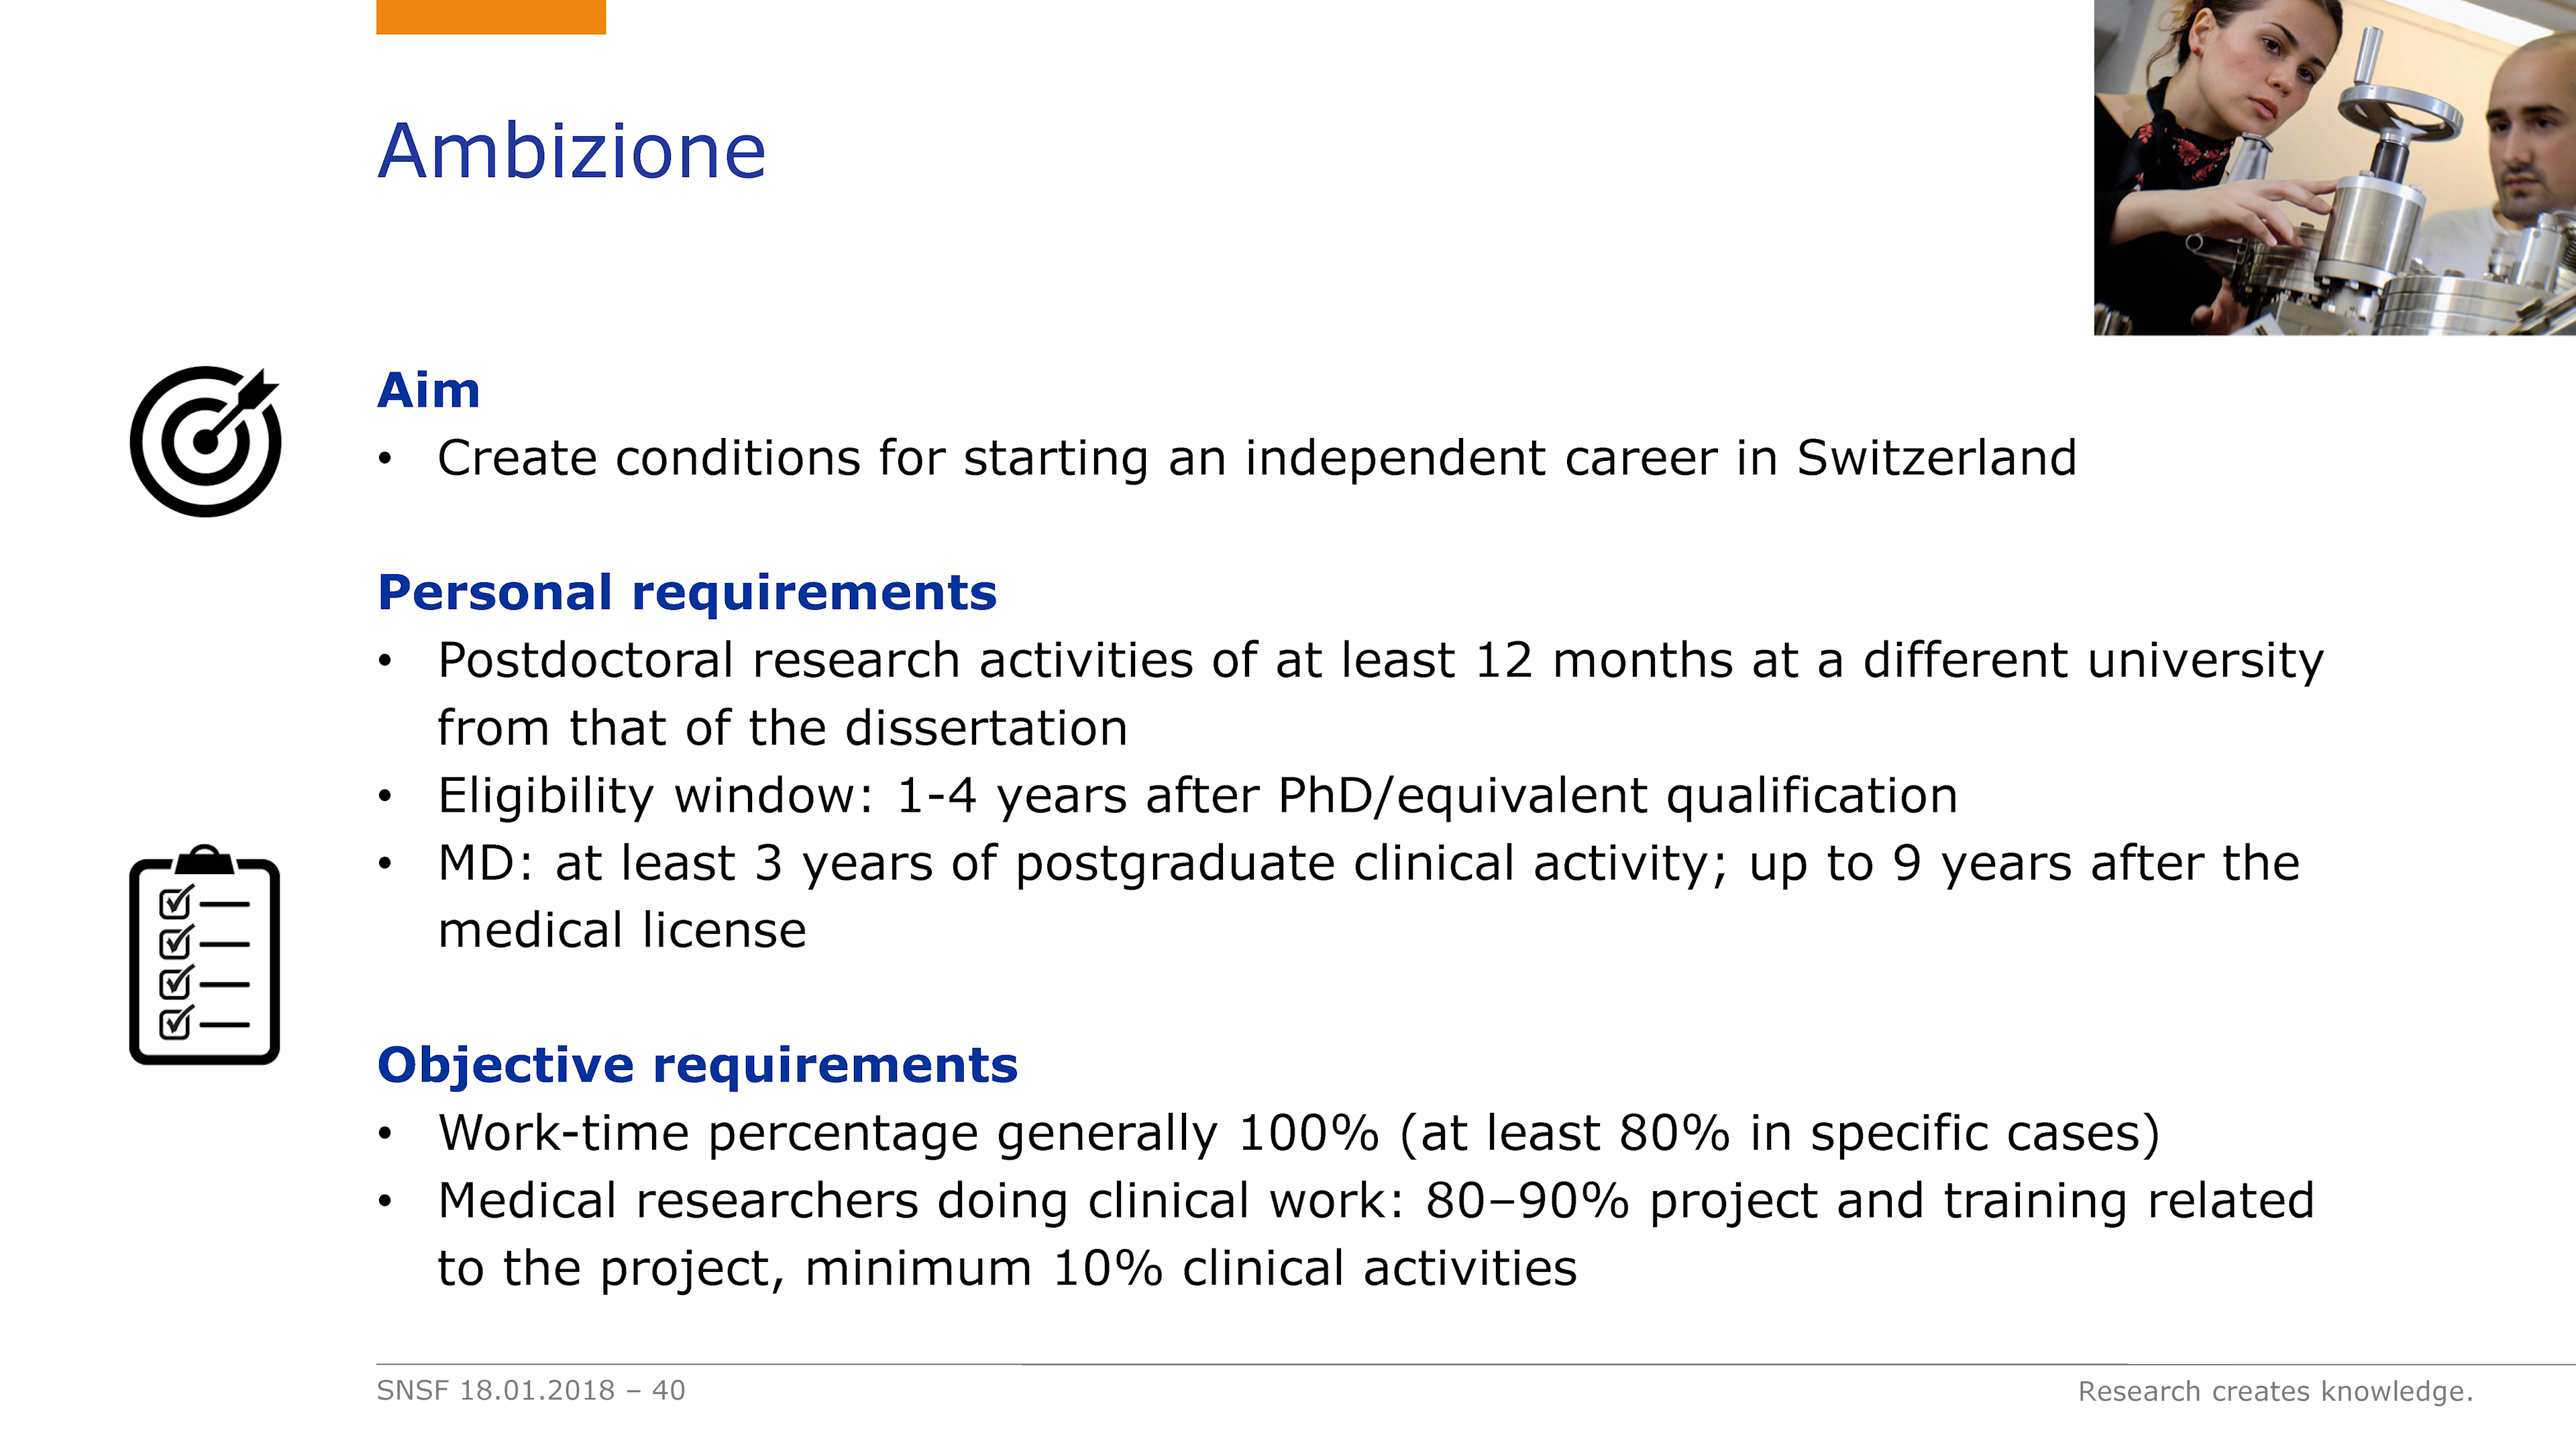 Ambizione
Aim
• Create conditions for starting an independent career in Switzerland
Personal requirements
• Postdoctoral research activities of at least 12 months at a different university
from that of the dissertation
• Eligibility window: 1-4 years after PhD/equivalent qualification
• MD: at least 3 years of postgraduate clinical activity; up to 9 years after the
medical license
Objective requirements
• Work-time percentage generally 100% (at least 80% in specific cases)
• Medical researchers doing clinical work: 80–90% project and training related
to the project, minimum 10% clinical activities
SNSF 18.01.2018 – 40
Research creates knowledge.